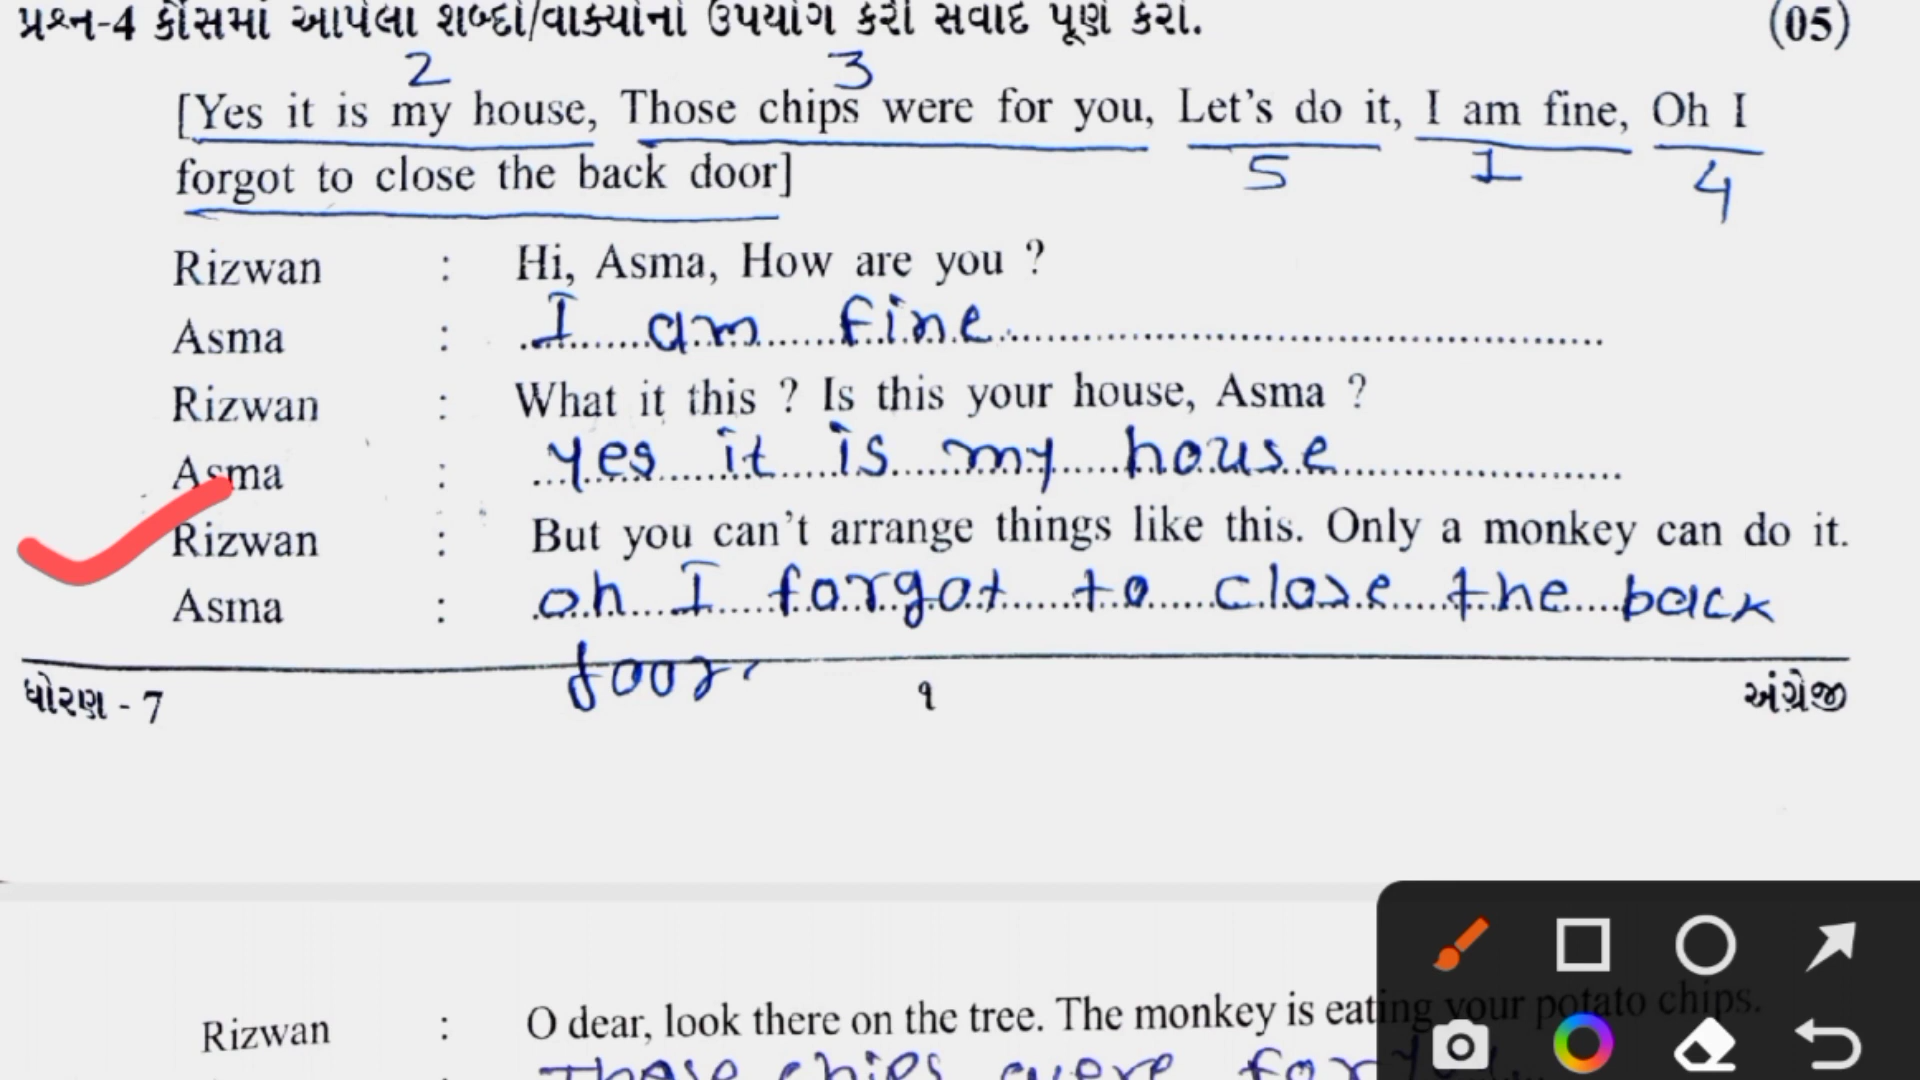 પ્રશ્ન-4 કૌંસમાં આપેલા શબ્દો/વાક્યોનો ઉપયોગ કરી સંવાદ પૂર્ણ કરો. (05)
2 3
[Yes it is my house, Those chips were for you, Let's do it, I am fine, Oh I
5 1 4
forgot to close the back door]
Rizwan : Hi, Asma, How are you ?
Asma : I am fine
Rizwan : What it this ? Is this your house, Asma ?
Asma : Yes it is my house
Rizwan : But you can't arrange things like this. Only a monkey can do it.
Asma : oh I forgot to close the back
door.
ધોરણ - 7 ૧ અંગ્રેજી
Rizwan : O dear, look there on the tree. The monkey is eating your potato chips.
: Those chips were for